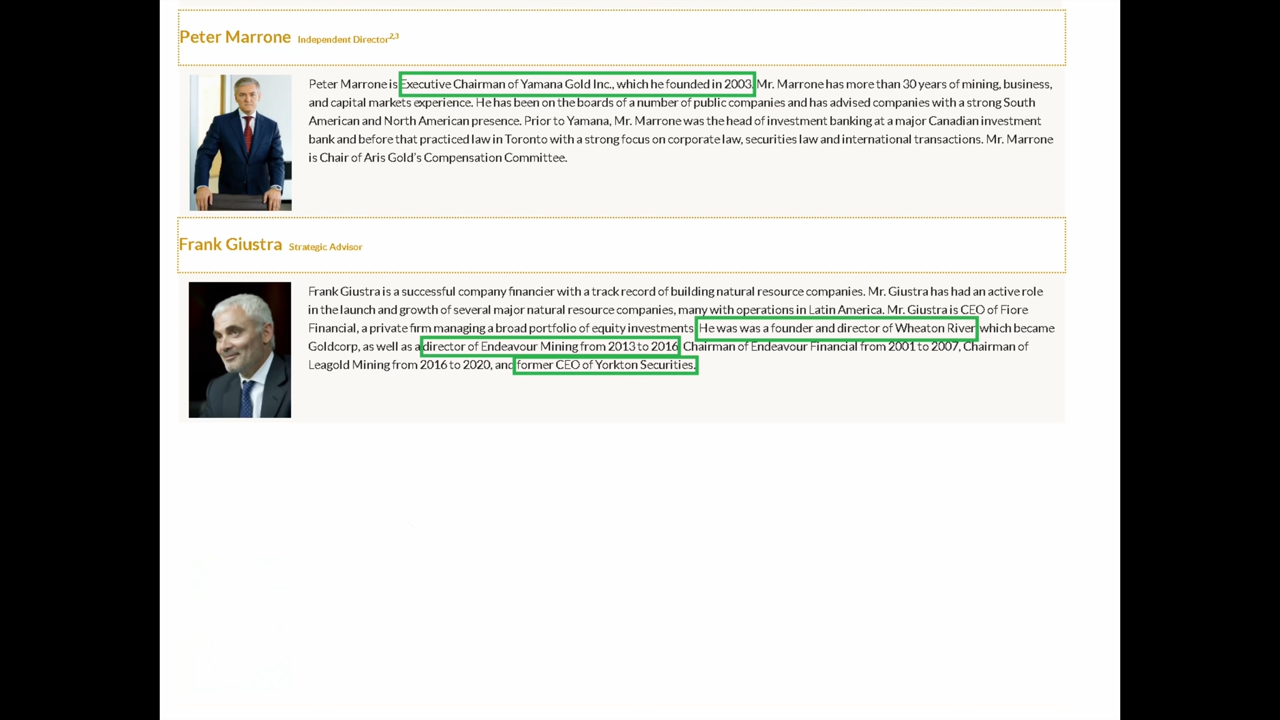 Peter Marrone Independent Director2,3
Peter Marrone is Executive Chairman of Yamana Gold Inc., which he founded in 2003. Mr. Marrone has more than 30 years of mining, business,
and capital markets experience. He has been on the boards of a number of public companies and has advised companies with a strong South
American and North American presence. Prior to Yamana, Mr. Marrone was the head of investment banking at a major Canadian investment
bank and before that practiced law in Toronto with a strong focus on corporate law, securities law and international transactions. Mr. Marrone
is Chair of Aris Gold's Compensation Committee.
Frank Giustra Strategic Advisor
Frank Giustra is a successful company financier with a track record of building natural resource companies. Mr. Giustra has had an active role
in the launch and growth of several major natural resource companies, many with operations in Latin America. Mr. Giustra is CEO of Fiore
Financial, a private firm managing a broad portfolio of equity investments. He was was a founder and director of Wheaton River which became
Goldcorp, as well as a director of Endeavour Mining from 2013 to 2016, Chairman of Endeavour Financial from 2001 to 2007, Chairman of
Leagold Mining from 2016 to 2020, and former CEO of Yorkton Securities.